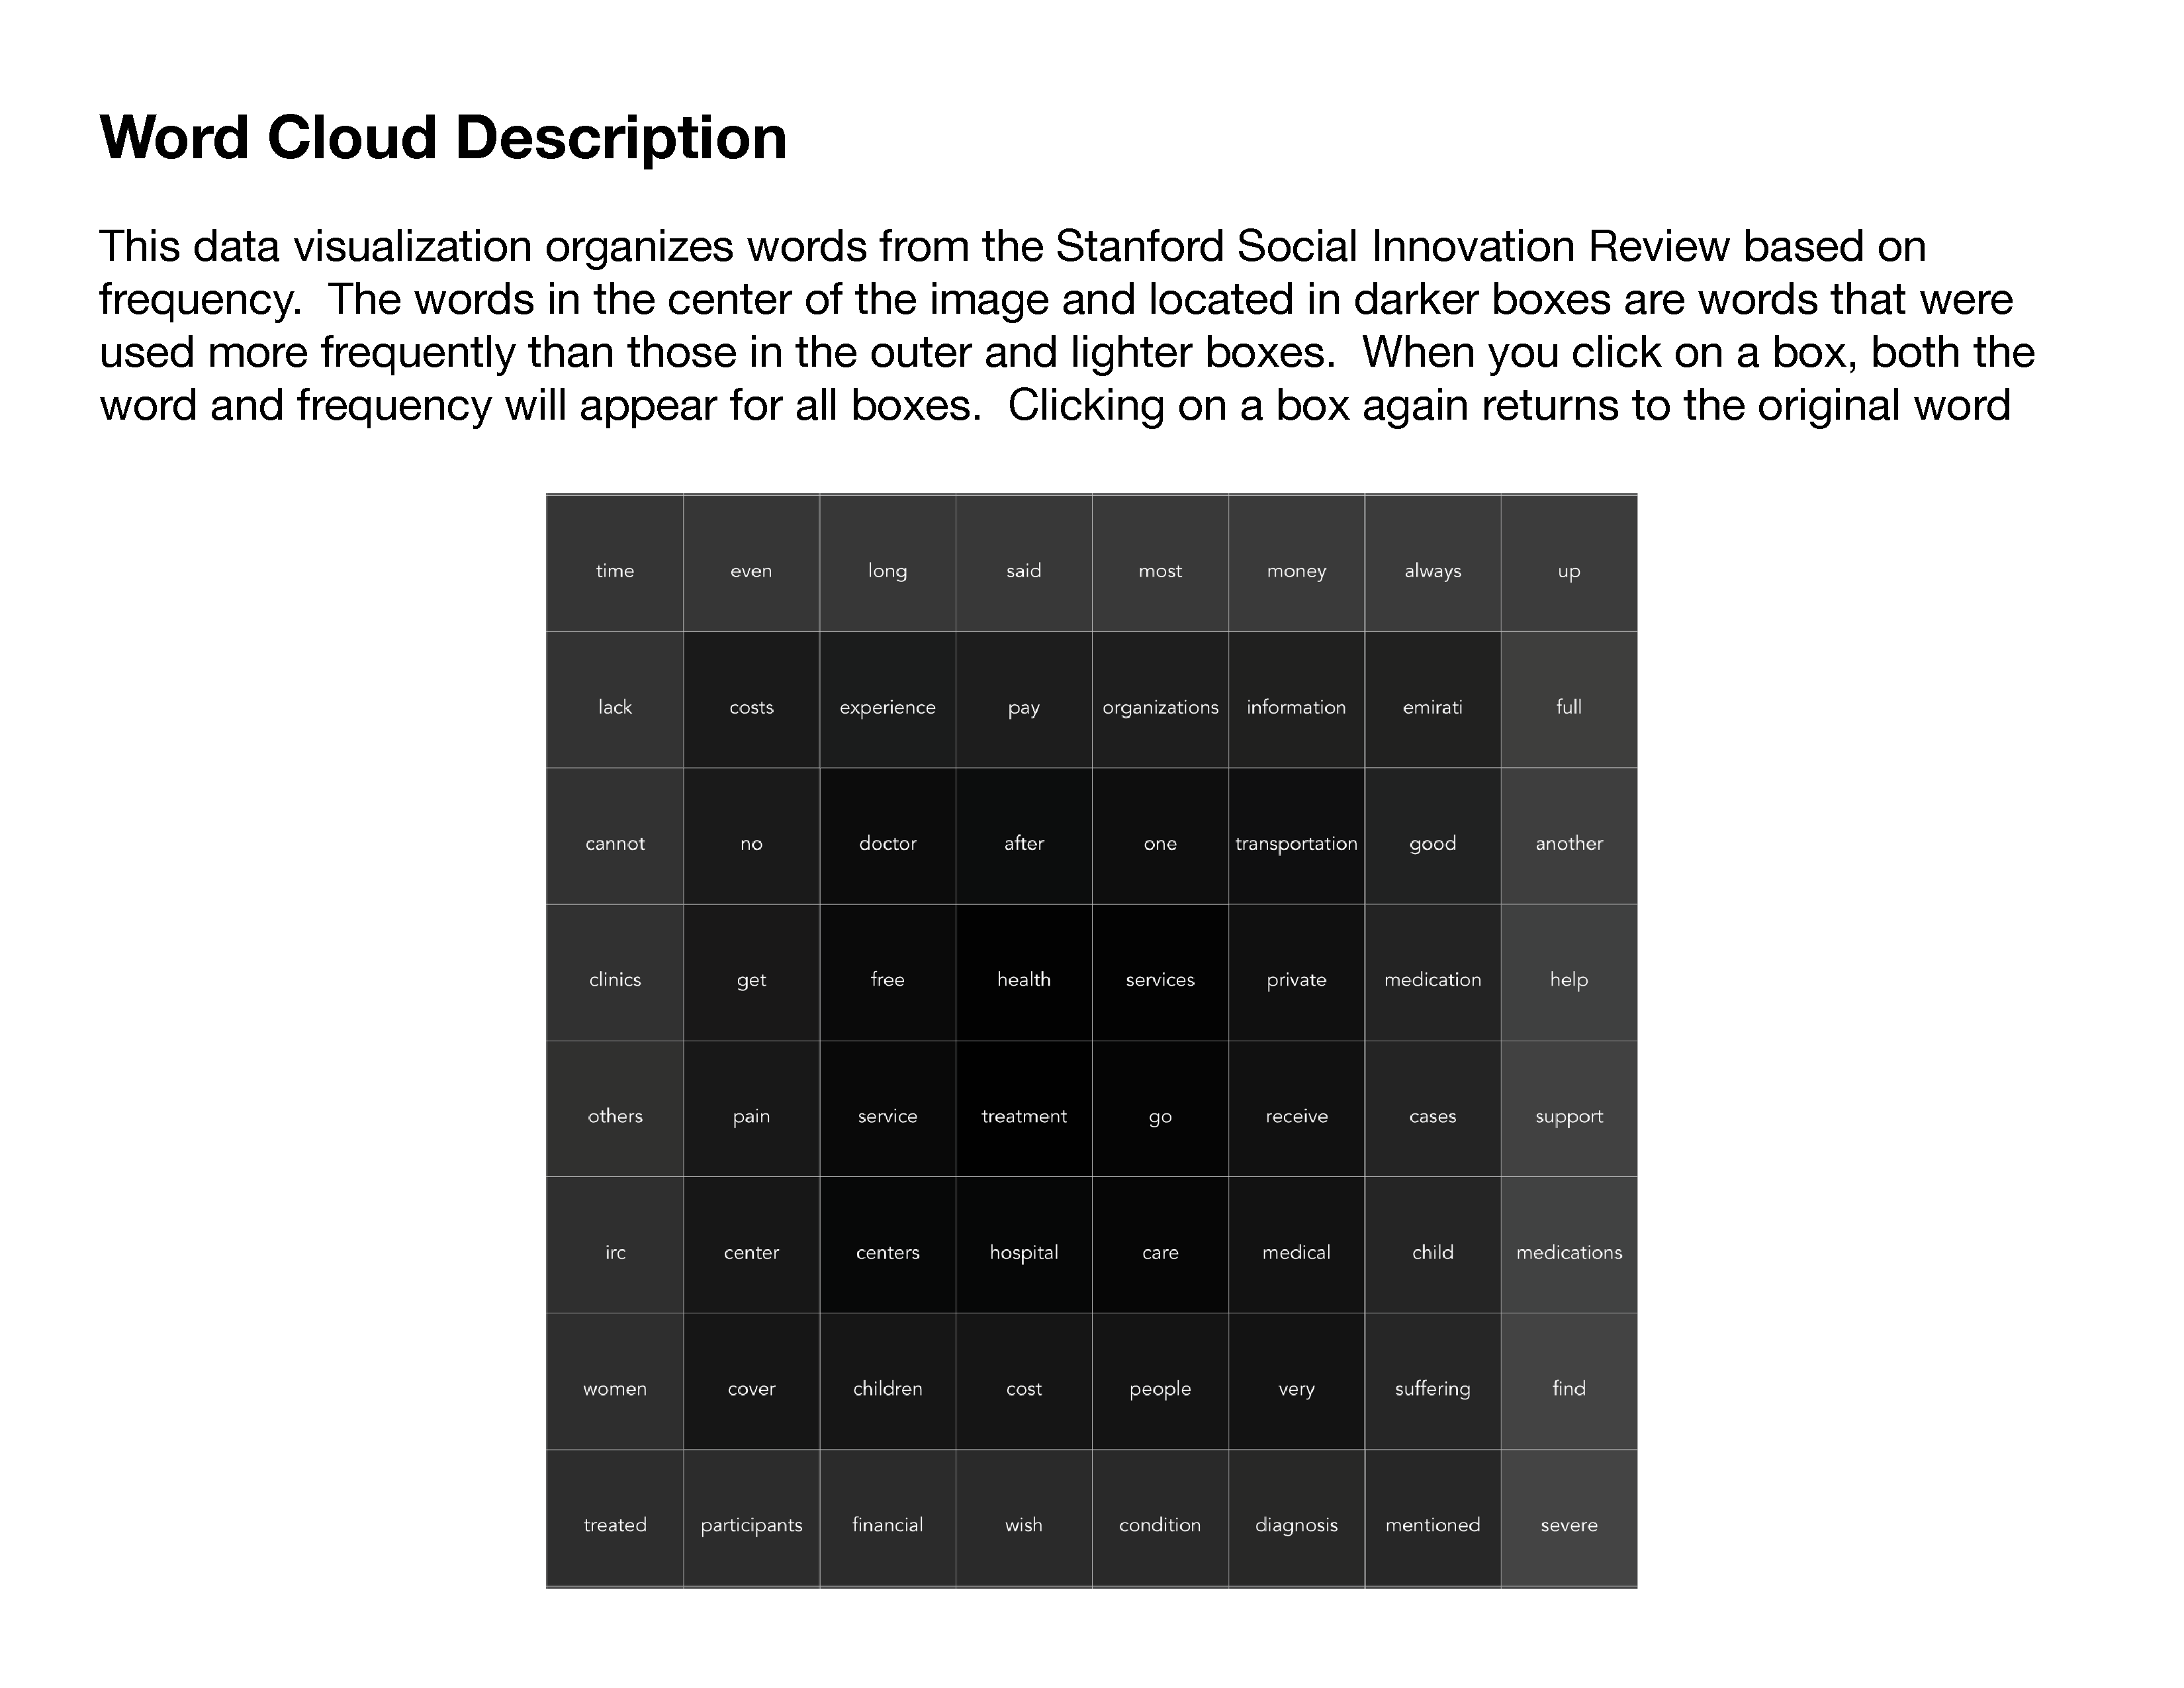 Word Cloud Description
This data visualization organizes words from the Stanford Social Innovation Review based on
frequency.  The words in the center of the image and located in darker boxes are words that were
used more frequently than those in the outer and lighter boxes.  When you click on a box, both the
word and frequency will appear for all boxes.  Clicking on a box again returns to the original word
time even long said most money always up
lack costs experience pay organizations information emirati full
cannot no doctor after one transportation good another
clinics get free health services private medication help
others pain service treatment go receive cases support
irc center centers hospital care medical child medications
women cover children cost people very suffering find
treated participants financial wish condition diagnosis mentioned severe